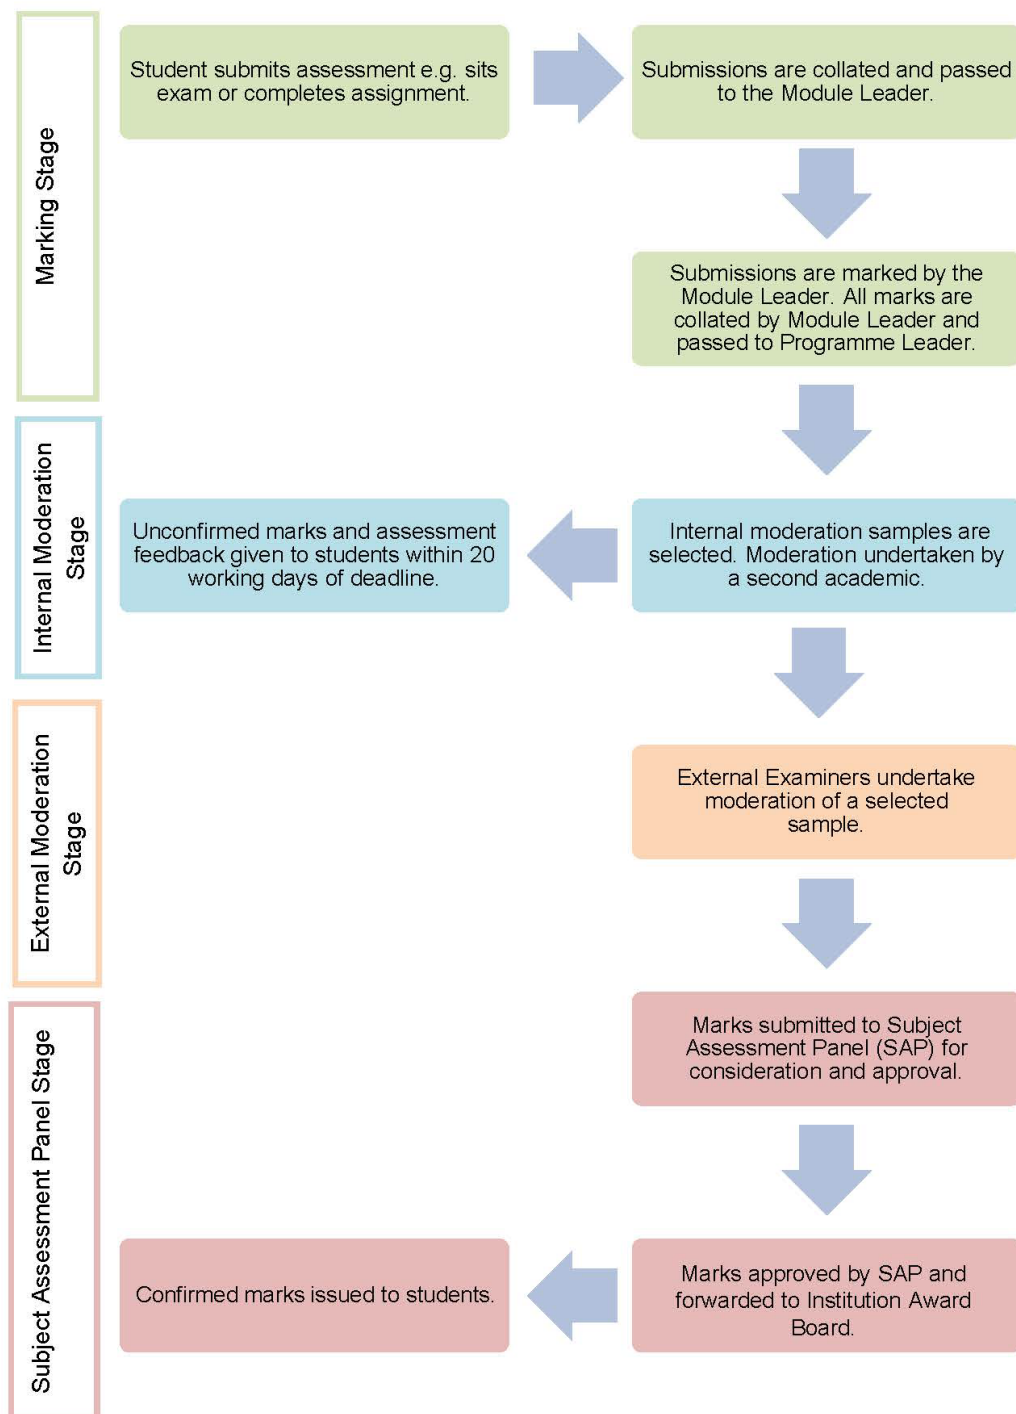 Marking Stage
Student submits assessment e.g. sits
exam or completes assignment.
Submissions are collated and passed
to the Module Leader.
Submissions are marked by the
Module Leader. All marks are
collated by Module Leader and
passed to Programme Leader.
Internal Moderation
Stage
Unconfirmed marks and assessment
feedback given to students within 20
working days of deadline.
Internal moderation samples are
selected. Moderation undertaken by
a second academic.
External Moderation
Stage
External Examiners undertake
moderation of a selected
sample.
Subject Assessment Panel Stage
Marks submitted to Subject
Assessment Panel (SAP) for
consideration and approval.
Confirmed marks issued to students.
Marks approved by SAP and
forwarded to Institution Award
Board.